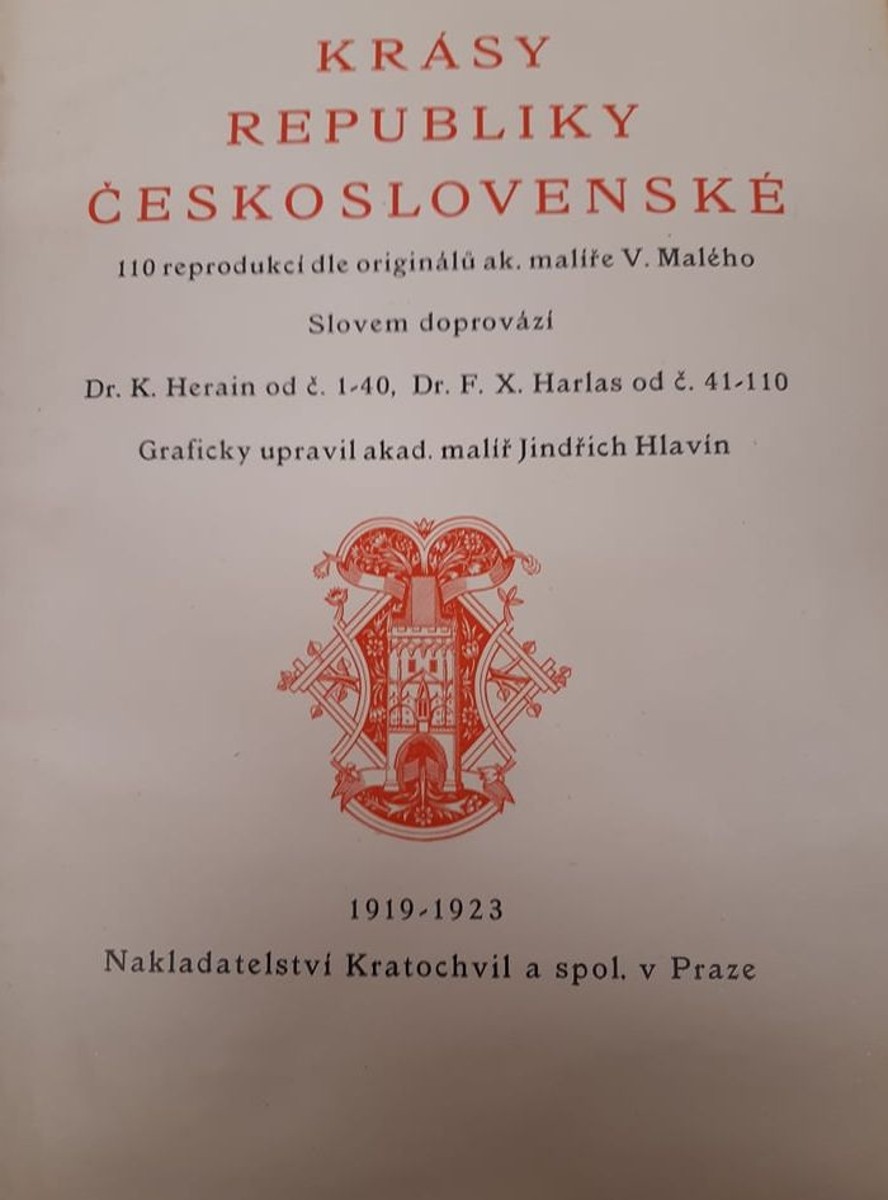 KRÁSY
REPUBLIKY
ČESKOSLOVENSKÉ
110 reprodukcí dle originálů ak. malíře V. Malého
Slovem doprovází
Dr. K. Herain od č. 1-40, Dr. F. X. Harlas od č. 41-110
Graficky upravil akad. malíř Jindřich Hlavín
1919-1923
Nakladatelství Kratochvil a spol. v Praze